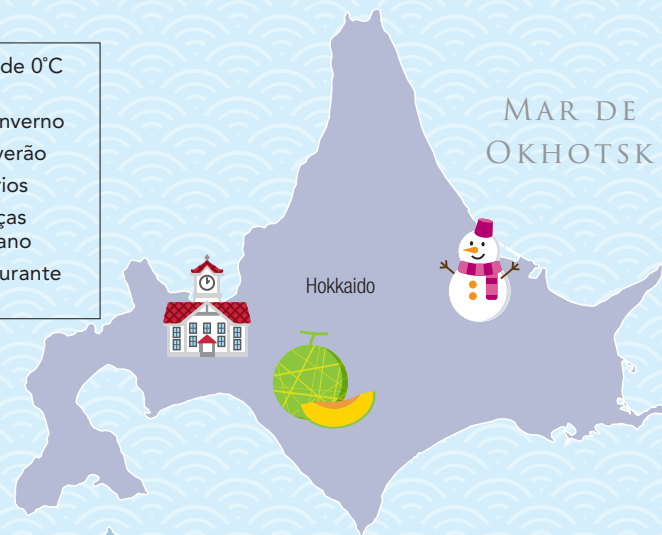 de 0°C
nverno
verão
rios
ças
ano
urante
MAR DE
OKHOTSK
Hokkaido